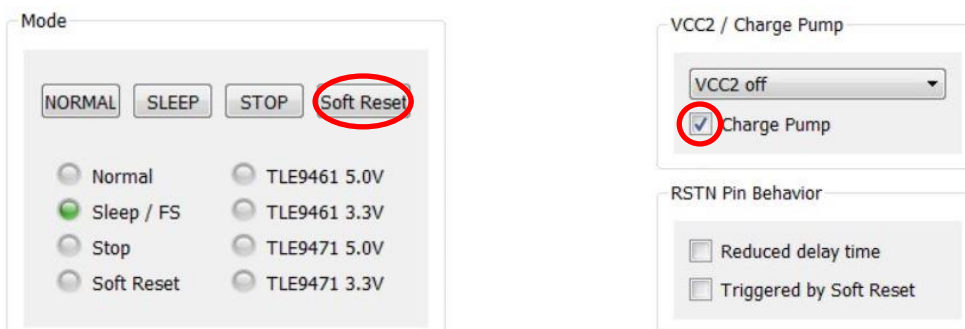 Mode
NORMAL SLEEP STOP Soft Reset
Normal TLE9461 5.0V
Sleep / FS TLE9461 3.3V
Stop TLE9471 5.0V
Soft Reset TLE9471 3.3V
VCC2 / Charge Pump
VCC2 off
Charge Pump
RSTN Pin Behavior
Reduced delay time
Triggered by Soft Reset